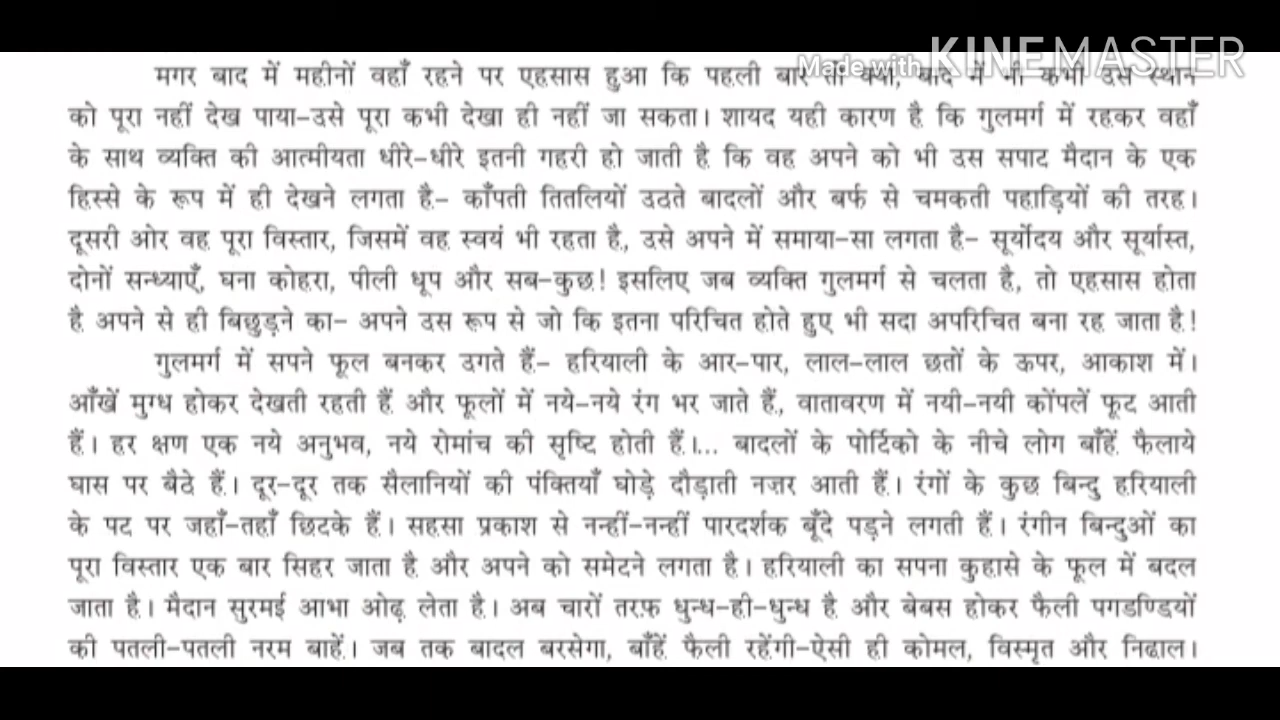 Made with KINEMASTER
मगर बाद में महीनों वहाँ रहने पर एहसास हुआ कि पहली बार तो क्या, बाद में भी कभी उस स्थान
को पूरा नहीं देख पाया-उसे पूरा कभी देखा ही नहीं जा सकता। शायद यही कारण है कि गुलमर्ग में रहकर वहाँ
के साथ व्यक्ति की आत्मीयता धीरे-धीरे इतनी गहरी हो जाती है कि वह अपने को भी उस सपाट मैदान के एक
हिस्से के रूप में ही देखने लगता है- काँपती तितलियों उठते बादलों और बर्फ से चमकती पहाड़ियों की तरह।
दूसरी ओर वह पूरा विस्तार, जिसमें वह स्वयं भी रहता है, उसे अपने में समाया-सा लगता है- सूर्योदय और सूर्यास्त,
दोनों सन्ध्याएँ, घना कोहरा, पीली धूप और सब-कुछ! इसलिए जब व्यक्ति गुलमर्ग से चलता है, तो एहसास होता
है अपने से ही बिछुड़ने का- अपने उस रूप से जो कि इतना परिचित होते हुए भी सदा अपरिचित बना रह जाता है!
गुलमर्ग में सपने फूल बनकर उगते हैं- हरियाली के आर-पार, लाल-लाल छतों के ऊपर, आकाश में।
आँखें मुग्ध होकर देखती रहती हैं और फूलों में नये-नये रंग भर जाते हैं, वातावरण में नयी-नयी कोंपलें फूट आती
हैं। हर क्षण एक नये अनुभव, नये रोमांच की सृष्टि होती हैं।... बादलों के पोर्टिको के नीचे लोग बाँहें फैलाये
घास पर बैठे हैं। दूर-दूर तक सैलानियों की पंक्तियाँ घोड़े दौड़ाती नज़र आती हैं। रंगों के कुछ बिन्दु हरियाली
के पट पर जहाँ-तहाँ छिटके हैं। सहसा प्रकाश से नन्हीं-नन्हीं पारदर्शक बूँदे पड़ने लगती हैं। रंगीन बिन्दुओं का
पूरा विस्तार एक बार सिहर जाता है और अपने को समेटने लगता है। हरियाली का सपना कुहासे के फूल में बदल
जाता है। मैदान सुरमई आभा ओढ़ लेता है। अब चारों तरफ़ धुन्ध-ही-धुन्ध है और बेबस होकर फैली पगडण्डियों
की पतली-पतली नरम बाहें। जब तक बादल बरसेगा, बाँहें फैली रहेंगी-ऐसी ही कोमल, विस्मृत और निढाल।